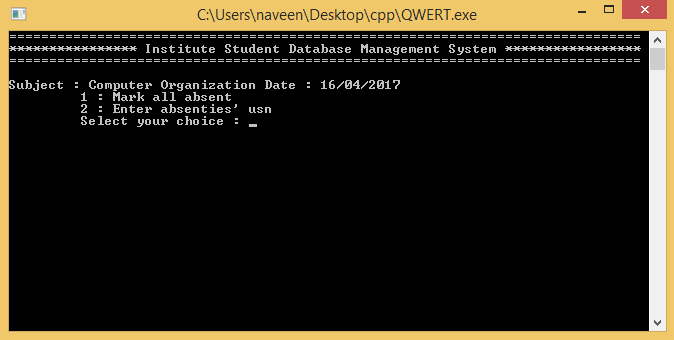 C:\Users\naveen\Desktop\cpp\QWERT.exe
===============================================================================
**************** Institute Student Database Management System *****************
===============================================================================
Subject : Computer Organization Date : 16/04/2017
1 : Mark all absent
2 : Enter absenties' usn
Select your choice : _